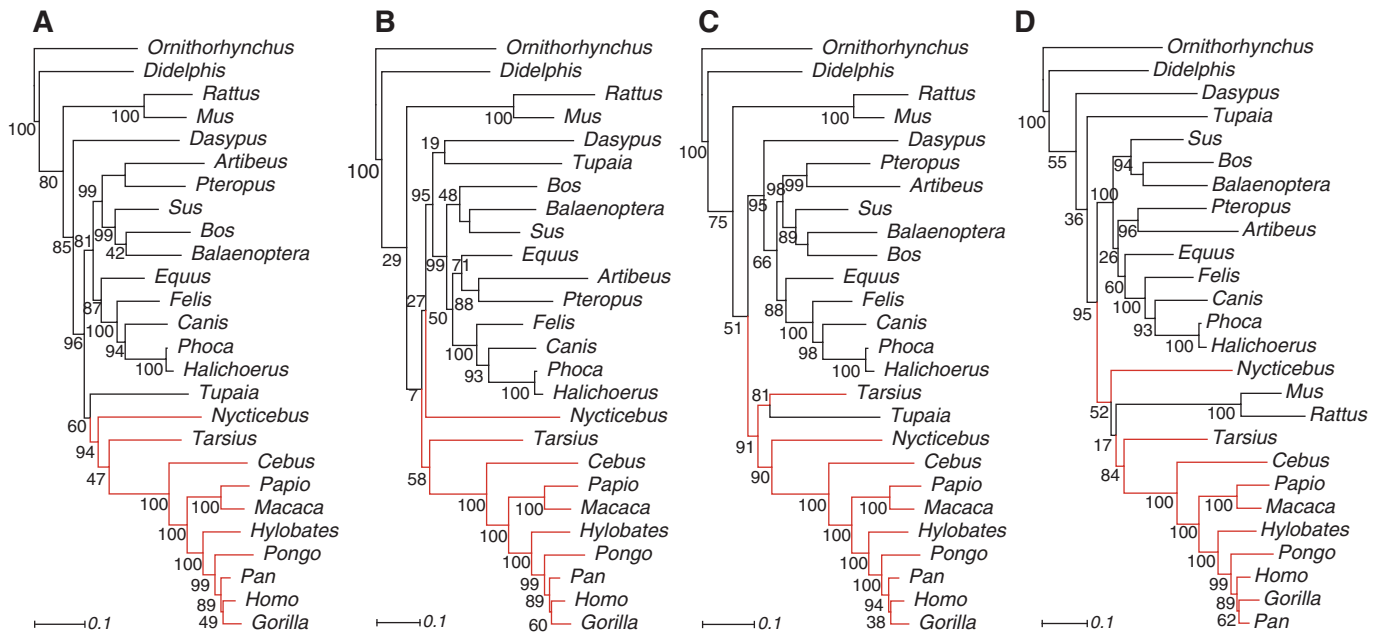 A
Ornithorhynchus
Didelphis
Rattus
100
Mus
100
Dasypus
Artibeus
80
99
Pteropus
Sus
99
Bos
85
81
42
Balaenoptera
Equus
87
Felis
100
Canis
96
94
Phoca
100
Halichoerus
Tupaia
Nycticebus
60
Tarsius
94
Cebus
47
Papio
100
100
Macaca
Hylobates
100
Pongo
100
Pan
99
Homo
89
49
Gorilla
0.1
B
Ornithorhynchus
Didelphis
Rattus
100
Mus
19
Dasypus
100
Tupaia
95
48
Bos
Balaenoptera
Sus
29
99
71
Equus
Artibeus
27
88
50
Pteropus
Felis
100
Canis
93
Phoca
7
100
Halichoerus
Nycticebus
Tarsius
58
Cebus
Papio
100
100
Macaca
Hylobates
100
Pongo
100
99
Pan
89
Homo
60
Gorilla
0.1
C
Ornithorhynchus
Didelphis
Rattus
100
Mus
100
Dasypus
Pteropus
98
99
Artibeus
95
75
Sus
89
Balaenoptera
66
Bos
Equus
88
Felis
51
100
Canis
98
Phoca
100
Halichoerus
81
Tarsius
Tupaia
91
Nycticebus
90
Cebus
Papio
100
100
Macaca
Hylobates
100
Pongo
100
100
Pan
94
Homo
38
Gorilla
0.1
D
Ornithorhynchus
Didelphis
Dasypus
100
Tupaia
Sus
55
94
Bos
100
Balaenoptera
Pteropus
36
96
Artibeus
26
Equus
60
Felis
100
Canis
95
93
Phoca
Halichoerus
Nycticebus
Mus
52
100
Rattus
17
Tarsius
84
Cebus
Papio
100
100
Macaca
Hylobates
100
Pongo
100
99
Homo
89
Gorilla
62
Pan
0.1
100